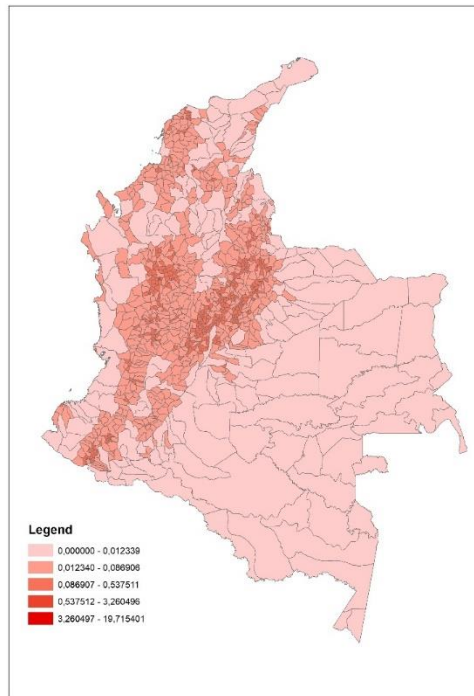 Legend
0,000000 - 0,012339
0,012340 - 0,086906
0,086907 - 0,537511
0,537512 - 3,260496
3,260497 - 19,715401